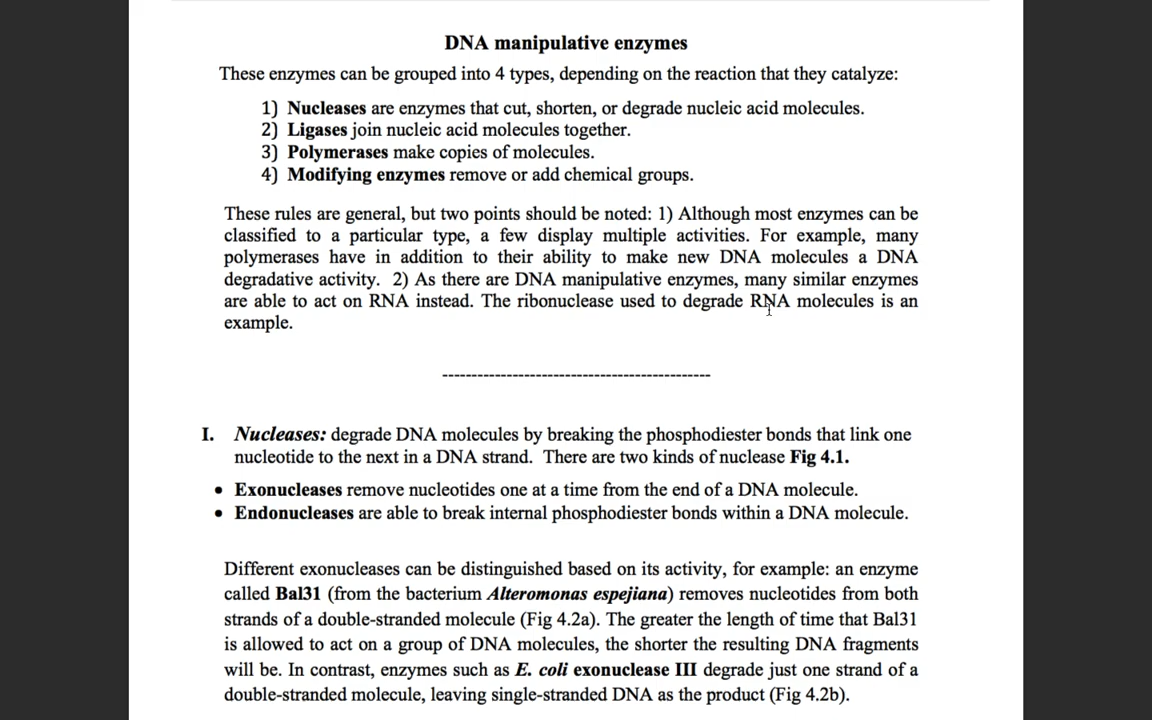 DNA manipulative enzymes
These enzymes can be grouped into 4 types, depending on the reaction that they catalyze:
1) Nucleases are enzymes that cut, shorten, or degrade nucleic acid molecules.
2) Ligases join nucleic acid molecules together.
3) Polymerases make copies of molecules.
4) Modifying enzymes remove or add chemical groups.
These rules are general, but two points should be noted: 1) Although most enzymes can be
classified to a particular type, a few display multiple activities. For example, many
polymerases have in addition to their ability to make new DNA molecules a DNA
degradative activity. 2) As there are DNA manipulative enzymes, many similar enzymes
are able to act on RNA instead. The ribonuclease used to degrade RNA molecules is an
example.
----------------------------------------------
I. Nucleases: degrade DNA molecules by breaking the phosphodiester bonds that link one
nucleotide to the next in a DNA strand. There are two kinds of nuclease Fig 4.1.
• Exonucleases remove nucleotides one at a time from the end of a DNA molecule.
• Endonucleases are able to break internal phosphodiester bonds within a DNA molecule.
Different exonucleases can be distinguished based on its activity, for example: an enzyme
called Bal31 (from the bacterium Alteromonas espejiana) removes nucleotides from both
strands of a double-stranded molecule (Fig 4.2a). The greater the length of time that Bal31
is allowed to act on a group of DNA molecules, the shorter the resulting DNA fragments
will be. In contrast, enzymes such as E. coli exonuclease III degrade just one strand of a
double-stranded molecule, leaving single-stranded DNA as the product (Fig 4.2b).